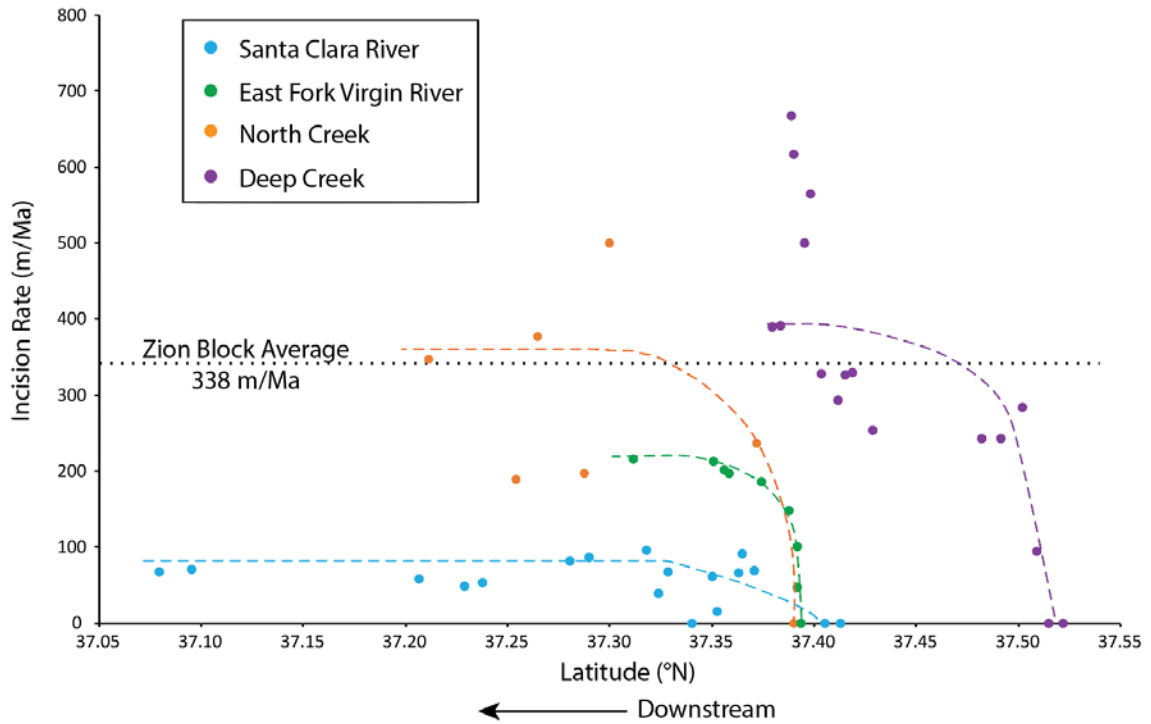 800
700
600
500
400
300
200
100
0
Incision Rate (m/Ma)
Santa Clara River
East Fork Virgin River
North Creek
Deep Creek
Zion Block Average
338 m/Ma
37.05 37.10 37.15 37.20 37.25 37.30 37.35 37.40 37.45 37.50 37.55
Latitude (°N)
Downstream